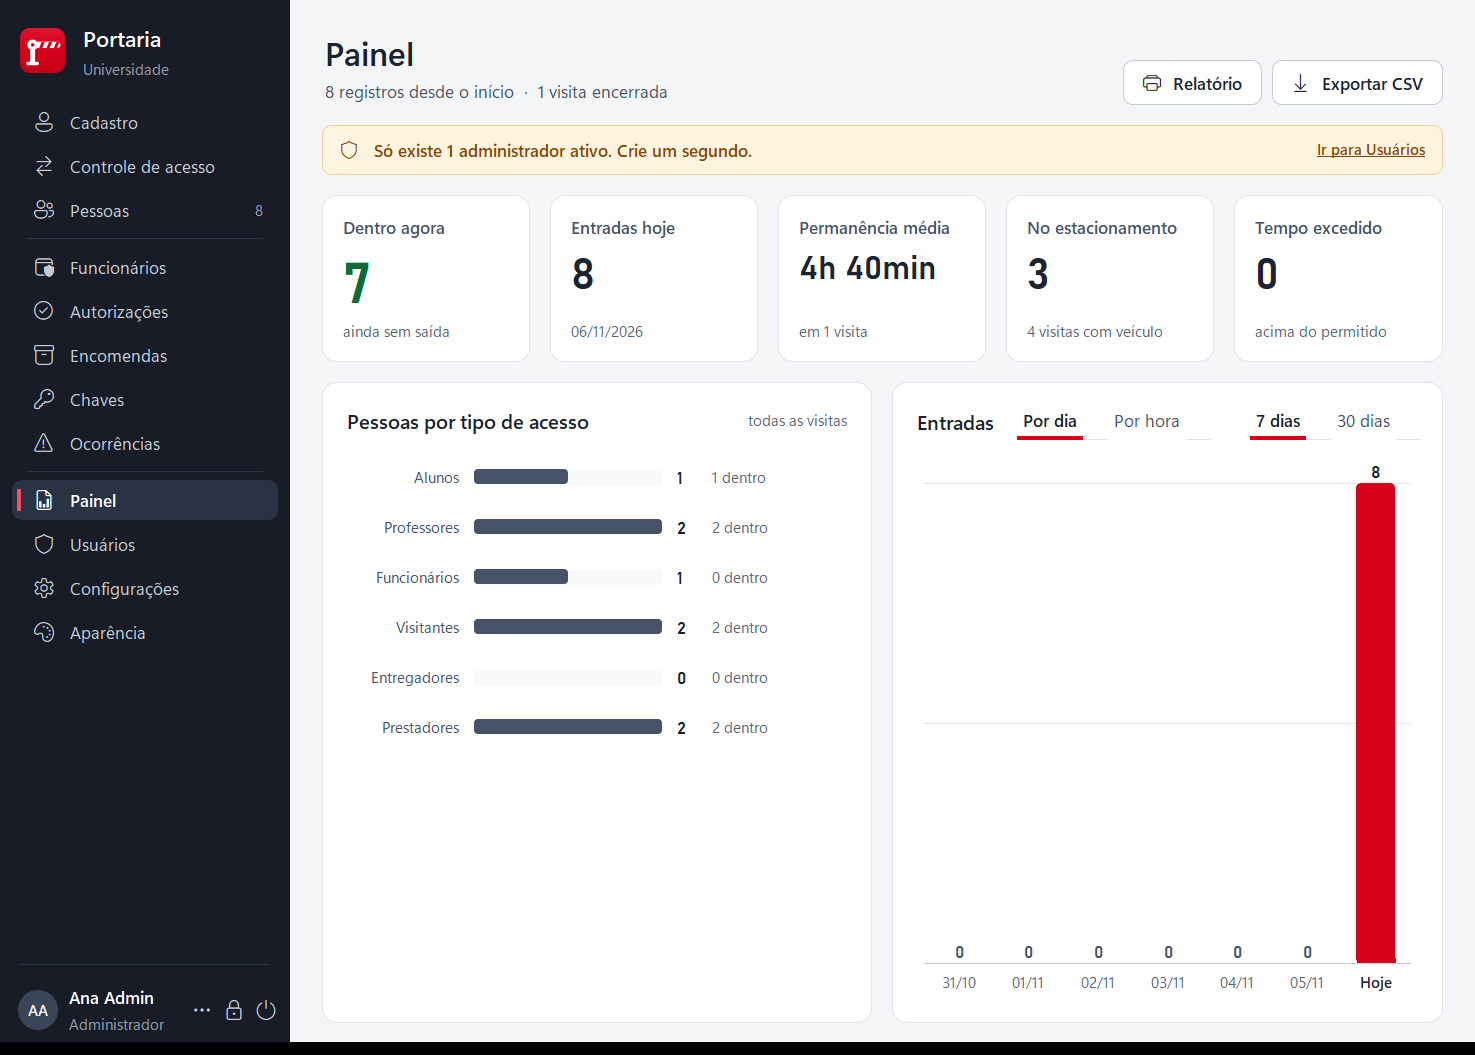 Portaria
Universidade
Cadastro
Controle de acesso
Pessoas 8
Funcionários
Autorizações
Encomendas
Chaves
Ocorrências
Painel
Usuários
Configurações
Aparência
AA
Ana Admin
Administrador
Painel
8 registros desde o início · 1 visita encerrada
Relatório
Exportar CSV
Só existe 1 administrador ativo. Crie um segundo.
Ir para Usuários
Dentro agora
7
ainda sem saída
Entradas hoje
8
06/11/2026
Permanência média
4h 40min
em 1 visita
No estacionamento
3
4 visitas com veículo
Tempo excedido
0
acima do permitido
Pessoas por tipo de acesso
todas as visitas
Alunos 1 1 dentro
Professores 2 2 dentro
Funcionários 1 0 dentro
Visitantes 2 2 dentro
Entregadores 0 0 dentro
Prestadores 2 2 dentro
Entradas
Por dia
Por hora
7 dias
30 dias
8
0 0 0 0 0 0
31/10 01/11 02/11 03/11 04/11 05/11 Hoje